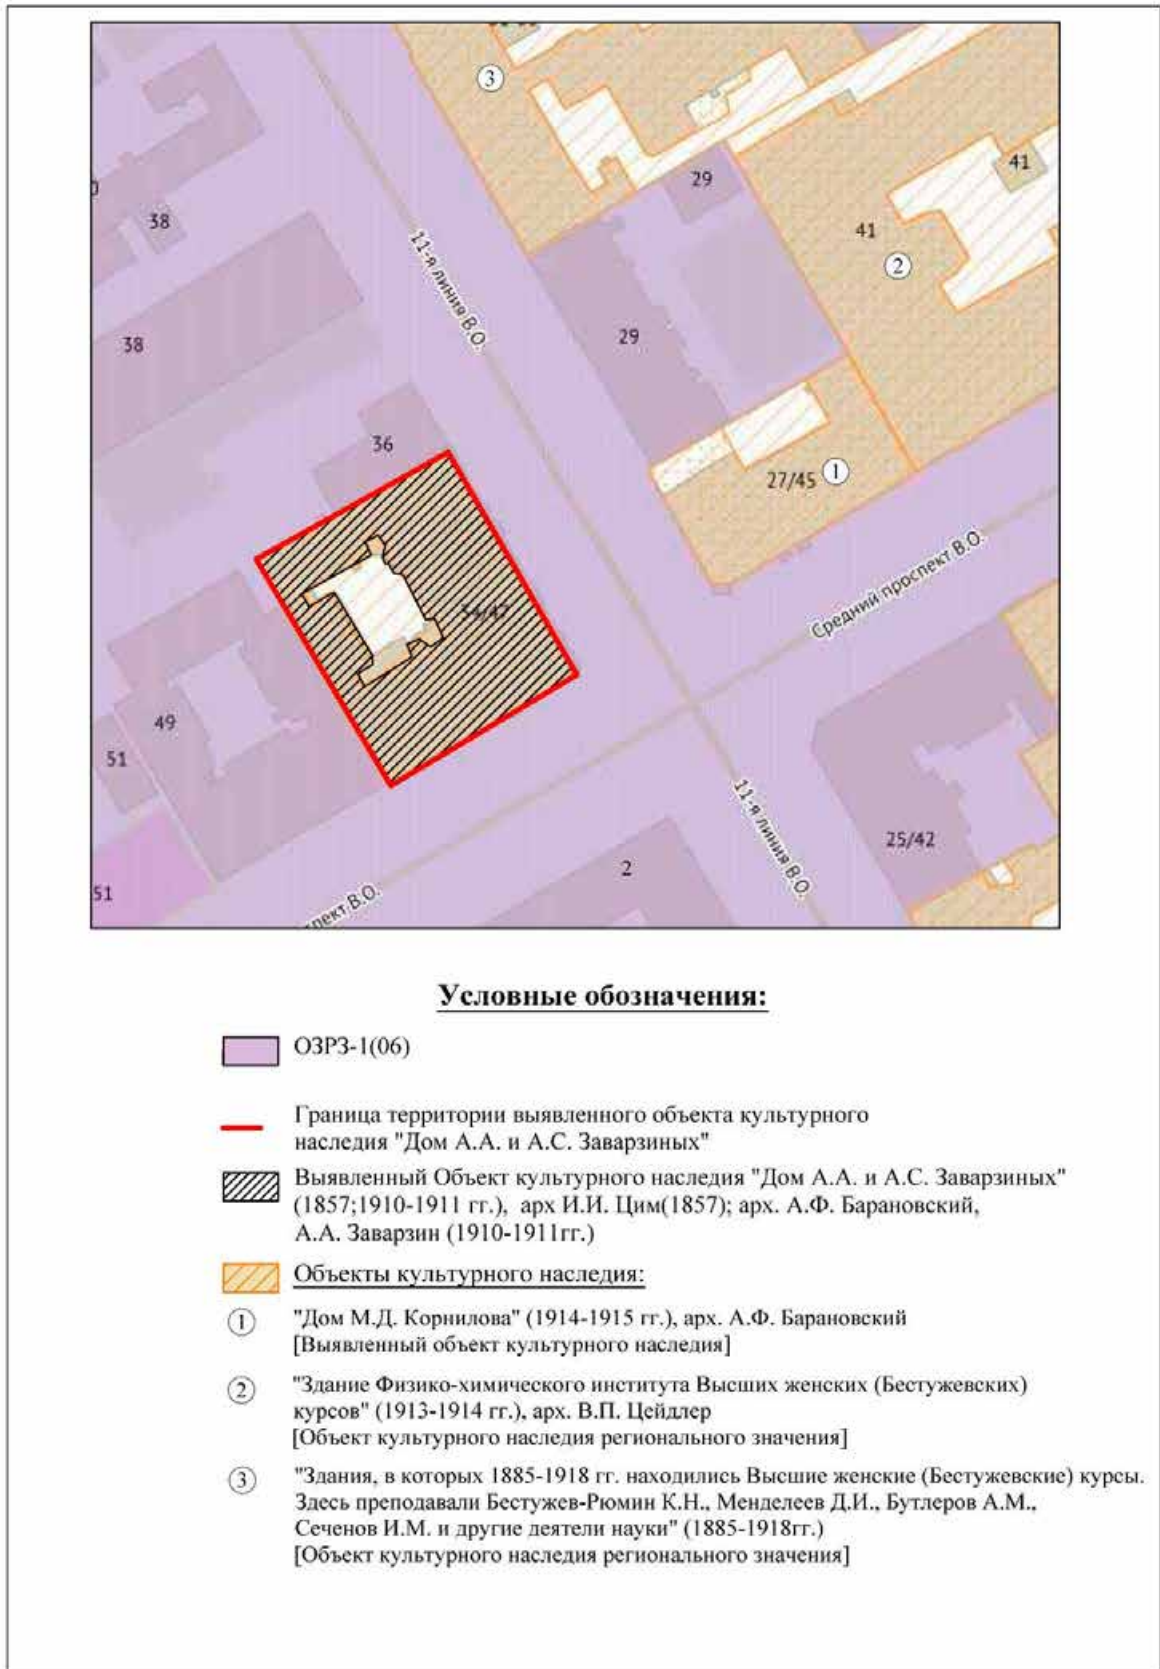 3
41
29
38
41
2
11-я линия В.О.
29
38
36
27/45
1
Средний проспект В.О.
34/47
49
51
11-я линия В.О.
25/42
2
51
спект В.О.
Условные обозначения:
ОЗРЗ-1(06)
Граница территории выявленного объекта культурного
наследия "Дом А.А. и А.С. Заварзиных"
Выявленный Объект культурного наследия "Дом А.А. и А.С. Заварзиных"
(1857;1910-1911 гг.), арх И.И. Цим(1857); арх. А.Ф. Барановский,
А.А. Заварзин (1910-1911гг.)
Объекты культурного наследия:
1 "Дом М.Д. Корнилова" (1914-1915 гг.), арх. А.Ф. Барановский
[Выявленный объект культурного наследия]
2 "Здание Физико-химического института Высших женских (Бестужевских)
курсов" (1913-1914 гг.), арх. В.П. Цейдлер
[Объект культурного наследия регионального значения]
3 "Здания, в которых 1885-1918 гг. находились Высшие женские (Бестужевские) курсы.
Здесь преподавали Бестужев-Рюмин К.Н., Менделеев Д.И., Бутлеров А.М.,
Сеченов И.М. и другие деятели науки" (1885-1918гг.)
[Объект культурного наследия регионального значения]